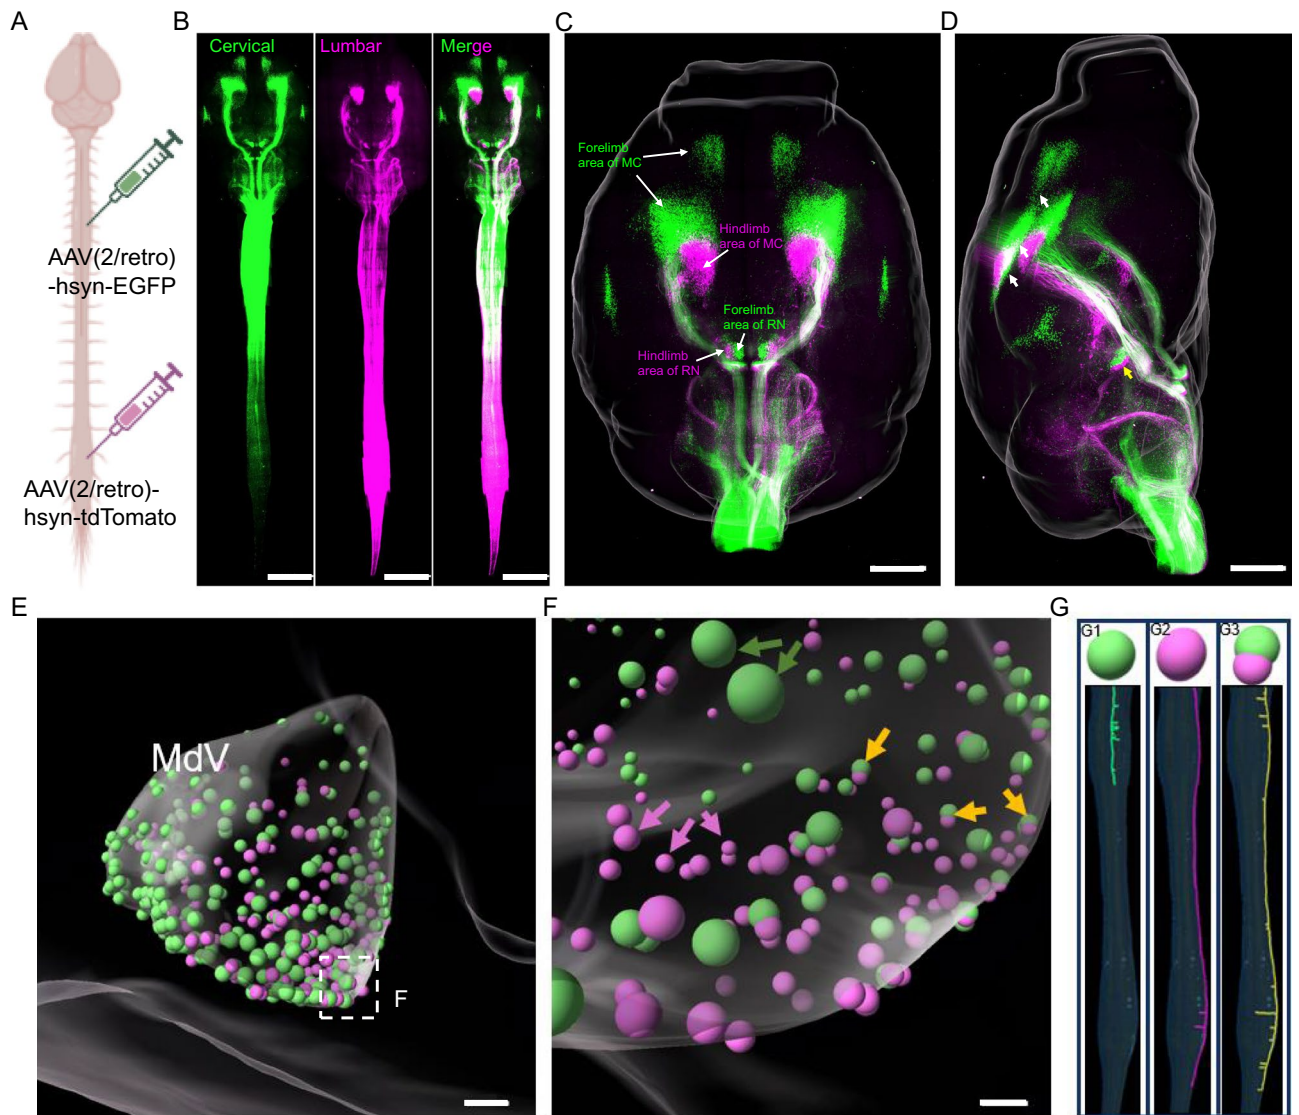 A
B
C
D
AAV(2/retro)
-hsyn-EGFP
AAV(2/retro)-
hsyn-tdTomato
Cervical
Lumbar
Merge
Forelimb
area of MC
Hindlimb
area of MC
Forelimb
area of RN
Hindlimb
area of RN
E
MdV
F
F
G
G1
G2
G3